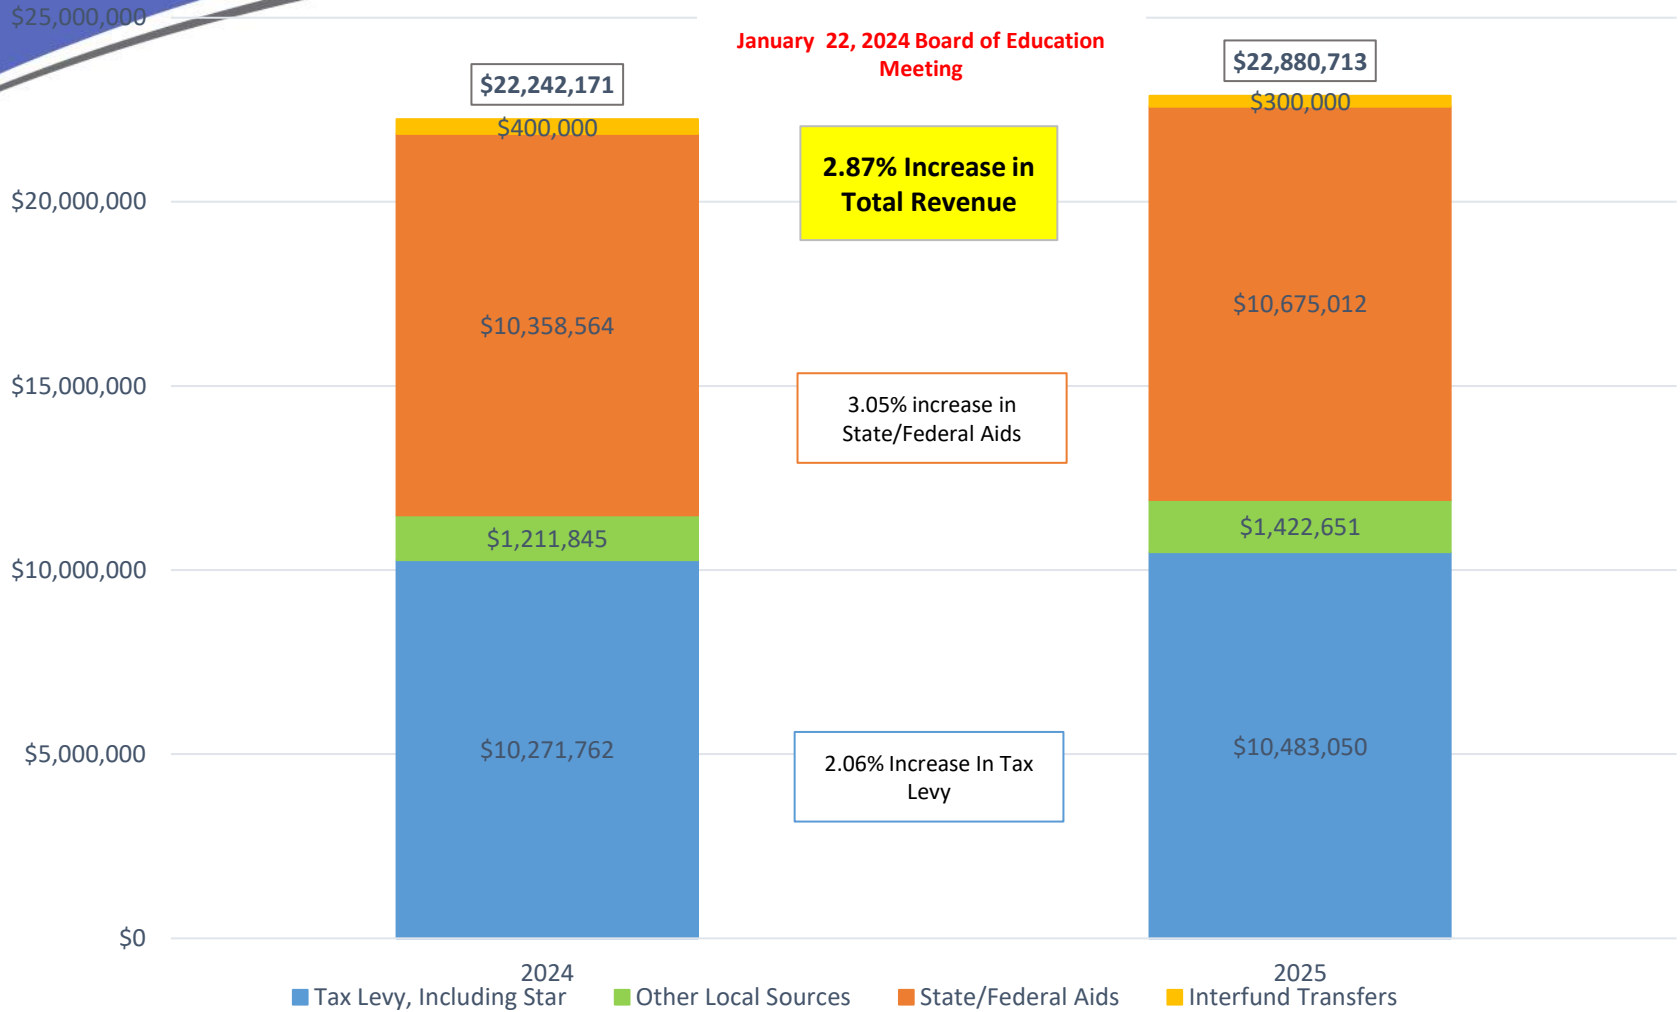 $25,000,000
January 22, 2024 Board of Education
Meeting
$22,242,171
$22,880,713
$400,000
$300,000
2.87% Increase in
Total Revenue
$20,000,000
$10,358,564
$10,675,012
$15,000,000
3.05% increase in
State/Federal Aids
$1,211,845
$1,422,651
$10,000,000
$10,271,762
$10,483,050
$5,000,000
2.06% Increase In Tax
Levy
$0
2024
2025
Tax Levy, Including Star
Other Local Sources
State/Federal Aids
Interfund Transfers